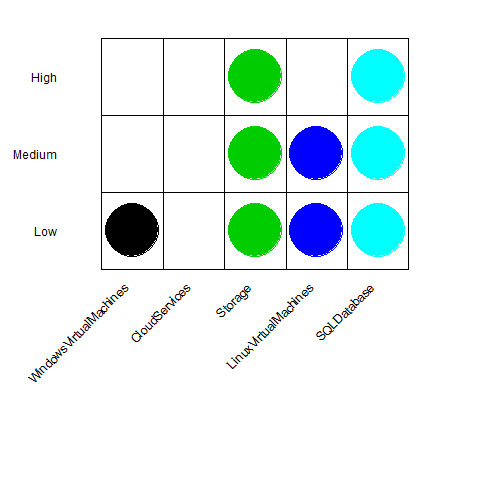 High
Medium
Low
WindowsVirtualMachines
CloudServices
Storage
LinuxVirtualMachines
SQLDatabase